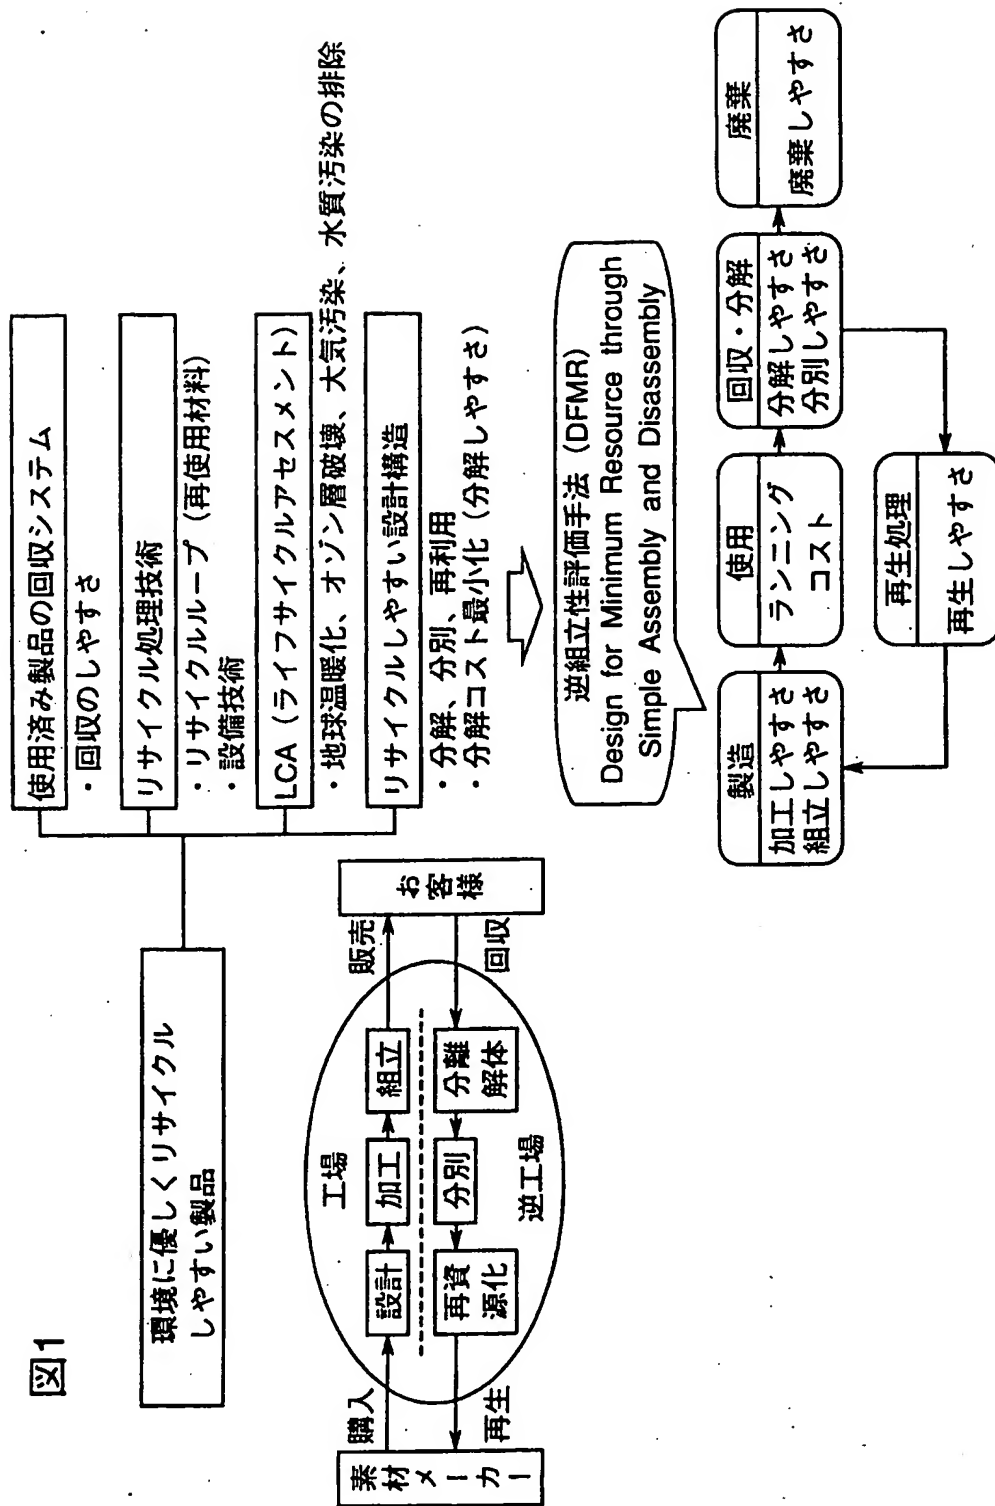 図1
環境に優しくリサイクル
しやすい製品
使用済み製品の回収システム
・回収のしやすさ
リサイクル処理技術
・リサイクルループ（再使用材料）
・設備技術
LCA（ライフサイクルアセスメント）
・地球温暖化、オゾン層破壊、大気汚染、水質汚染の排除
リサイクルしやすい設計構造
・分解、分別、再利用
・分解コスト最小化（分解しやすさ）
素材メーカー
購入
再生
工場
設計
加工
組立
再資
源化
分別
分離
解体
逆工場
販売
回収
お客様
逆組立性評価手法（DFMR）
Design for Minimum Resource through
Simple Assembly and Disassembly
製造
加工しやすさ
組立しやすさ
使用
ランニング
コスト
回収・分解
分解しやすさ
分別しやすさ
廃棄
廃棄しやすさ
再生処理
再生しやすさ